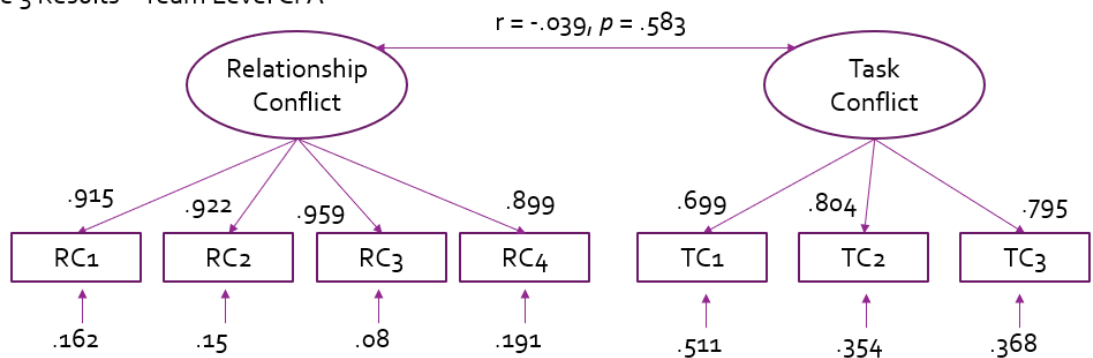 r = -.039, p = .583
Relationship
Conflict
Task
Conflict
.915
.922
.959
.899
.699
.804
.795
RC1
RC2
RC3
RC4
TC1
TC2
TC3
.162
.15
.08
.191
.511
.354
.368